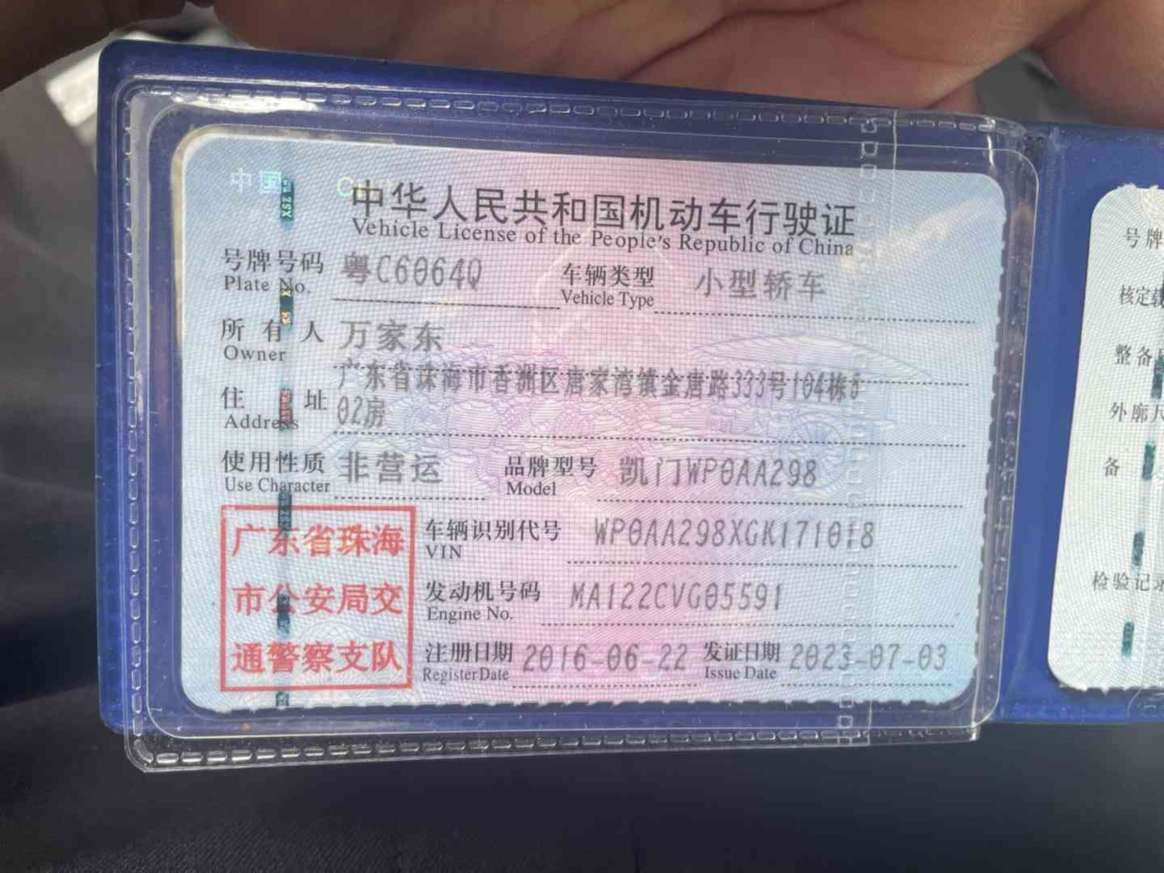 中国
中华人民共和国机动车行驶证
Vehicle License of the People's Republic of China
号牌号码 粤C6064Q 车辆类型 小型轿车
Plate No. Vehicle Type
所有人 万家东
Owner
住址 广东省珠海市香洲区唐家湾镇金唐路333号104栋6
Address 02房
使用性质 非营运 品牌型号 凯门WP0AA298
Use Character Model
广东省珠海 车辆识别代号 WP0AA298XGK171018
VIN
市公安局交 发动机号码 MA122CVG05591
Engine No.
通警察支队 注册日期 2016-06-22 发证日期 2023-07-03
Register Date Issue Date
号牌
核定载
整备
外廓尺
备
检验记录